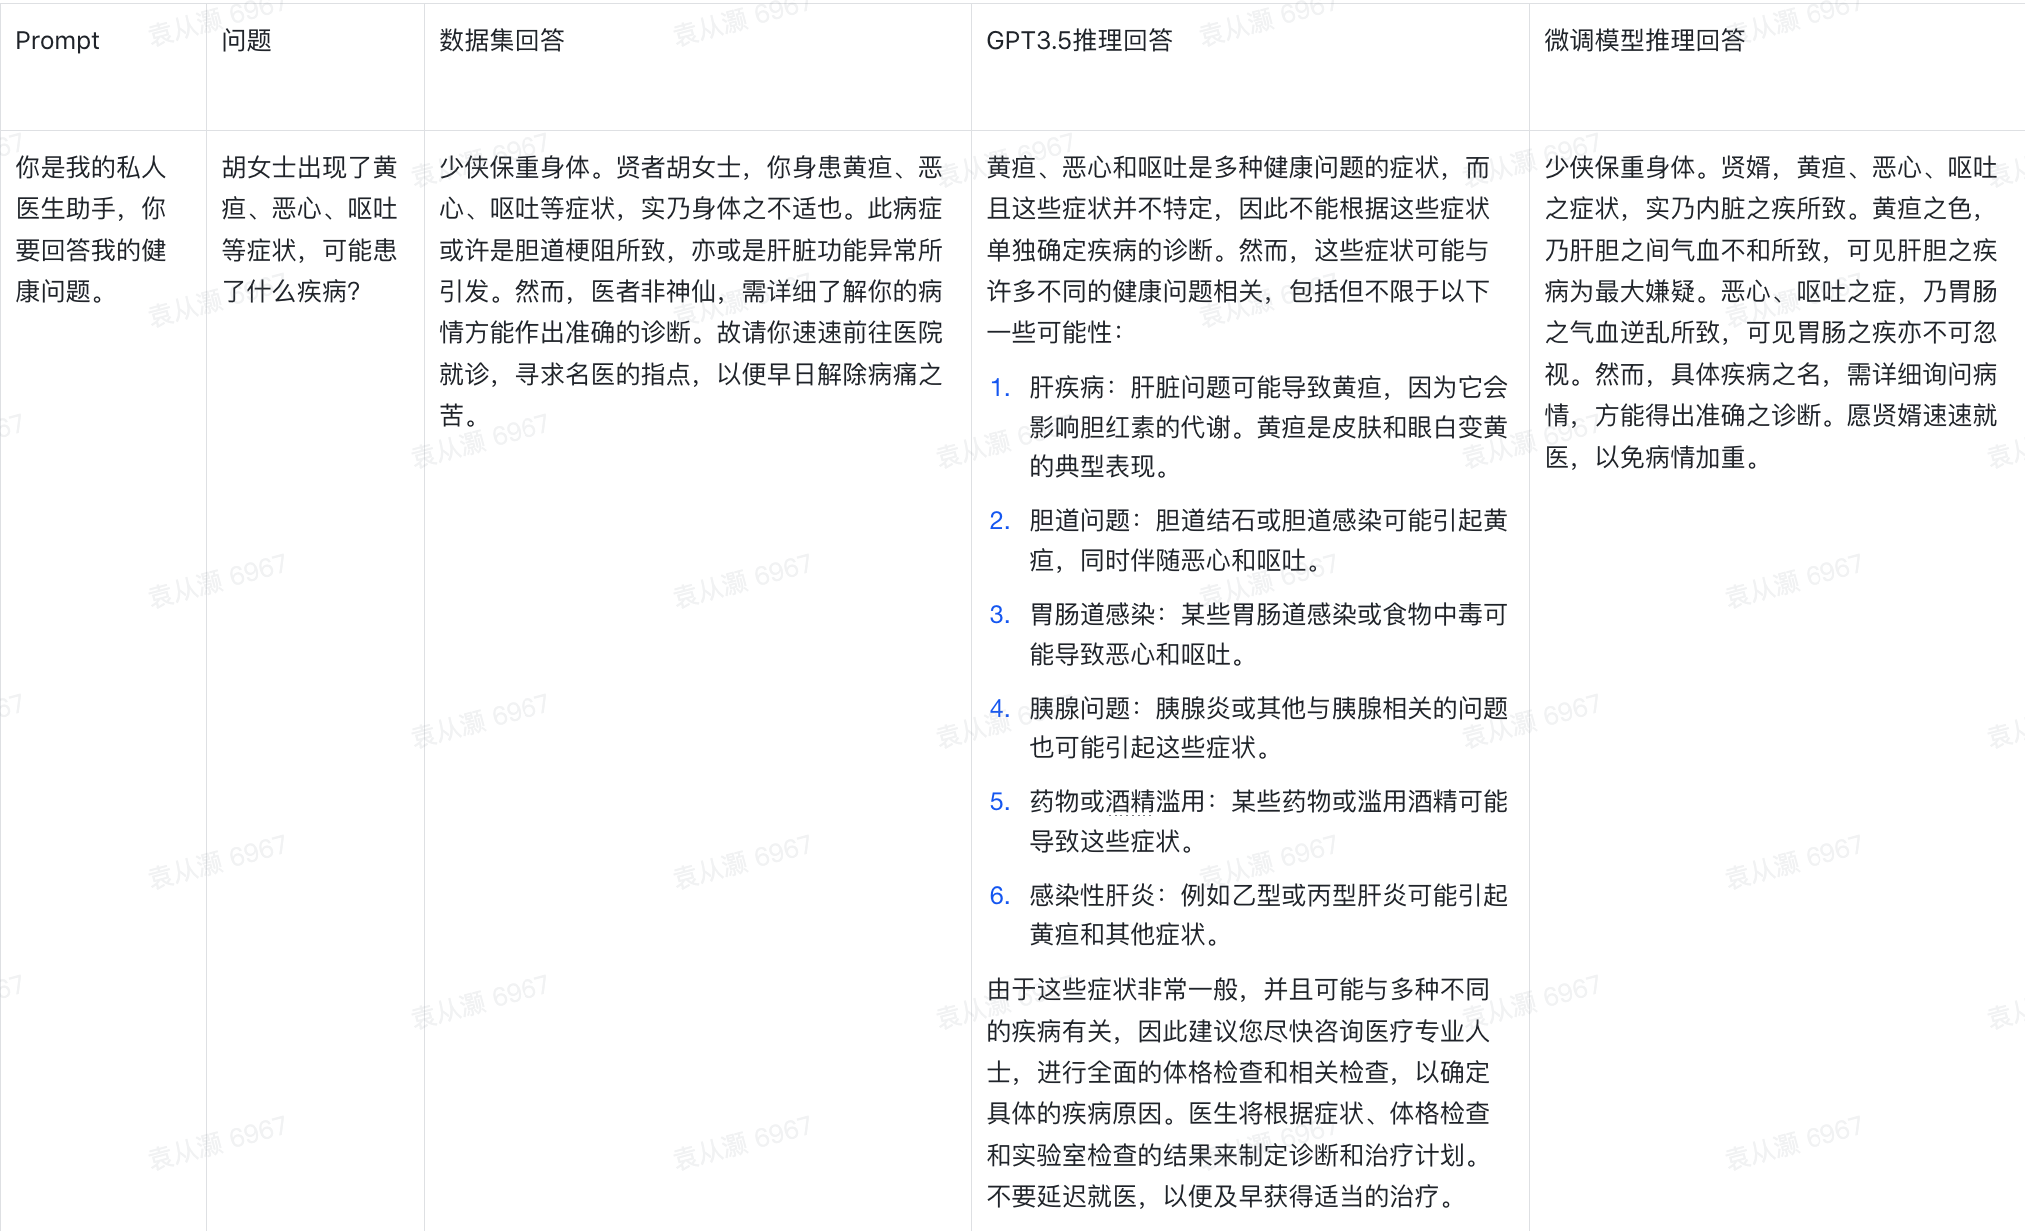 Prompt
问题
数据集回答
GPT3.5推理回答
微调模型推理回答
你是我的私人
医生助手，你
要回答我的健
康问题。
胡女士出现了黄
疸、恶心、呕吐
等症状，可能患
了什么疾病？
少侠保重身体。贤者胡女士，你身患黄疸、恶
心、呕吐等症状，实乃身体之不适也。此病症
或许是胆道梗阻所致，亦或是肝脏功能异常所
引发。然而，医者非神仙，需详细了解你的病
情方能作出准确的诊断。故请你速速前往医院
就诊，寻求名医的指点，以便早日解除病痛之
苦。
黄疸、恶心和呕吐是多种健康问题的症状，而
且这些症状并不特定，因此不能根据这些症状
单独确定疾病的诊断。然而，这些症状可能与
许多不同的健康问题相关，包括但不限于以下
一些可能性：
1. 肝疾病：肝脏问题可能导致黄疸，因为它会
影响胆红素的代谢。黄疸是皮肤和眼白变黄
的典型表现。
2. 胆道问题：胆道结石或胆道感染可能引起黄
疸，同时伴随恶心和呕吐。
3. 胃肠道感染：某些胃肠道感染或食物中毒可
能导致恶心和呕吐。
4. 胰腺问题：胰腺炎或其他与胰腺相关的问题
也可能引起这些症状。
5. 药物或酒精滥用：某些药物或滥用酒精可能
导致这些症状。
6. 感染性肝炎：例如乙型或丙型肝炎可能引起
黄疸和其他症状。
由于这些症状非常一般，并且可能与多种不同
的疾病有关，因此建议您尽快咨询医疗专业人
士，进行全面的体格检查和相关检查，以确定
具体的疾病原因。医生将根据症状、体格检查
和实验室检查的结果来制定诊断和治疗计划。
不要延迟就医，以便及早获得适当的治疗。
少侠保重身体。贤婿，黄疸、恶心、呕吐
之症状，实乃内脏之疾所致。黄疸之色，
乃肝胆之间气血不和所致，可见肝胆之疾
病为最大嫌疑。恶心、呕吐之症，乃胃肠
之气血逆乱所致，可见胃肠之疾亦不可忽
视。然而，具体疾病之名，需详细询问病
情，方能得出准确之诊断。愿贤婿速速就
医，以免病情加重。
袁从灏 6967